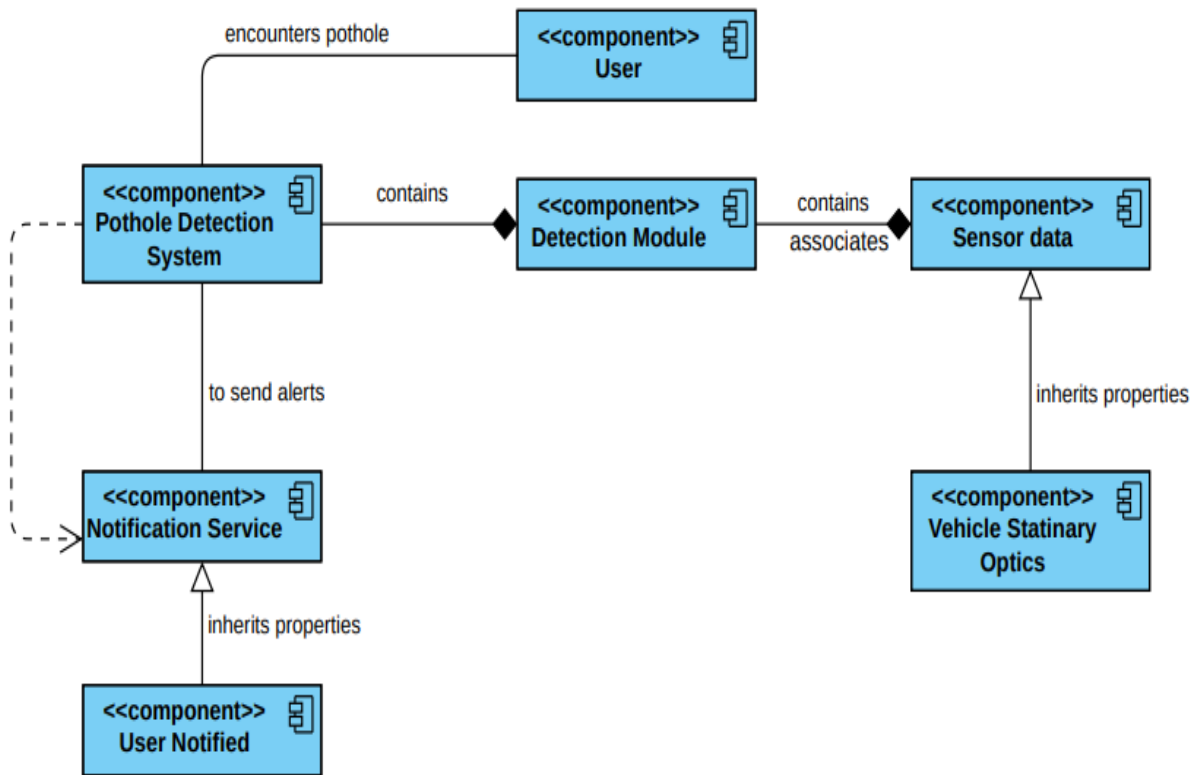 encounters pothole
<<component>>
User
<<component>>
Pothole Detection
System
contains
<<component>>
Detection Module
contains
associates
<<component>>
Sensor data
to send alerts
inherits properties
<<component>>
Notification Service
<<component>>
Vehicle Statinary
Optics
inherits properties
<<component>>
User Notified